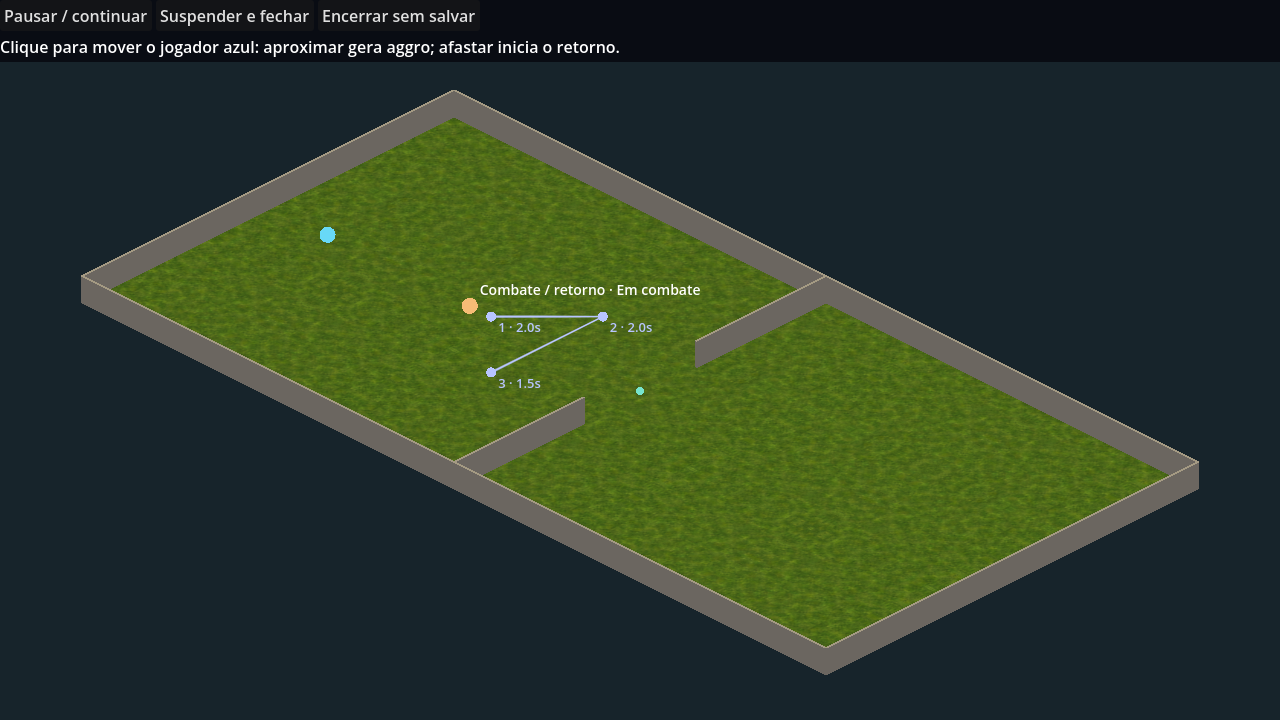 Pausar / continuar Suspender e fechar Encerrar sem salvar
Clique para mover o jogador azul: aproximar gera aggro; afastar inicia o retorno.
Combate / retorno · Em combate
1 · 2.0s 2 · 2.0s
3 · 1.5s